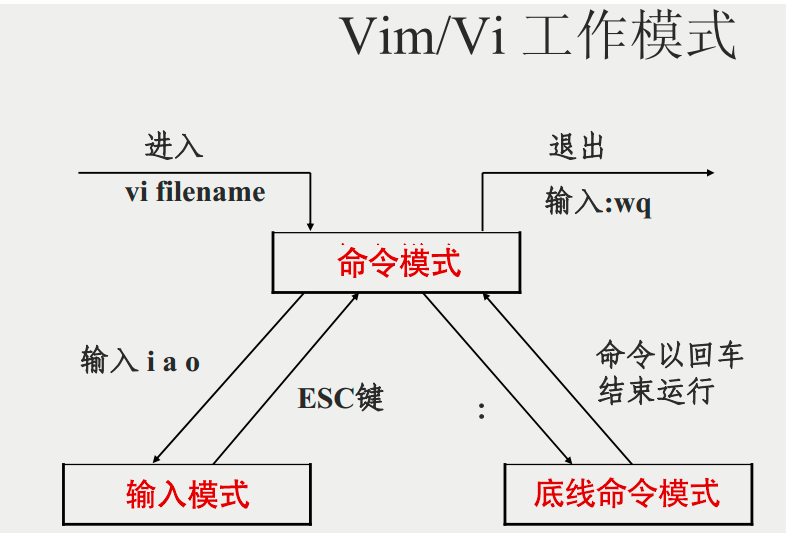 Vim/Vi 工作模式
进入
退出
vi filename
输入:wq
命令模式
输入 i a o
ESC键
:
命令以回车
结束运行
输入模式
底线命令模式